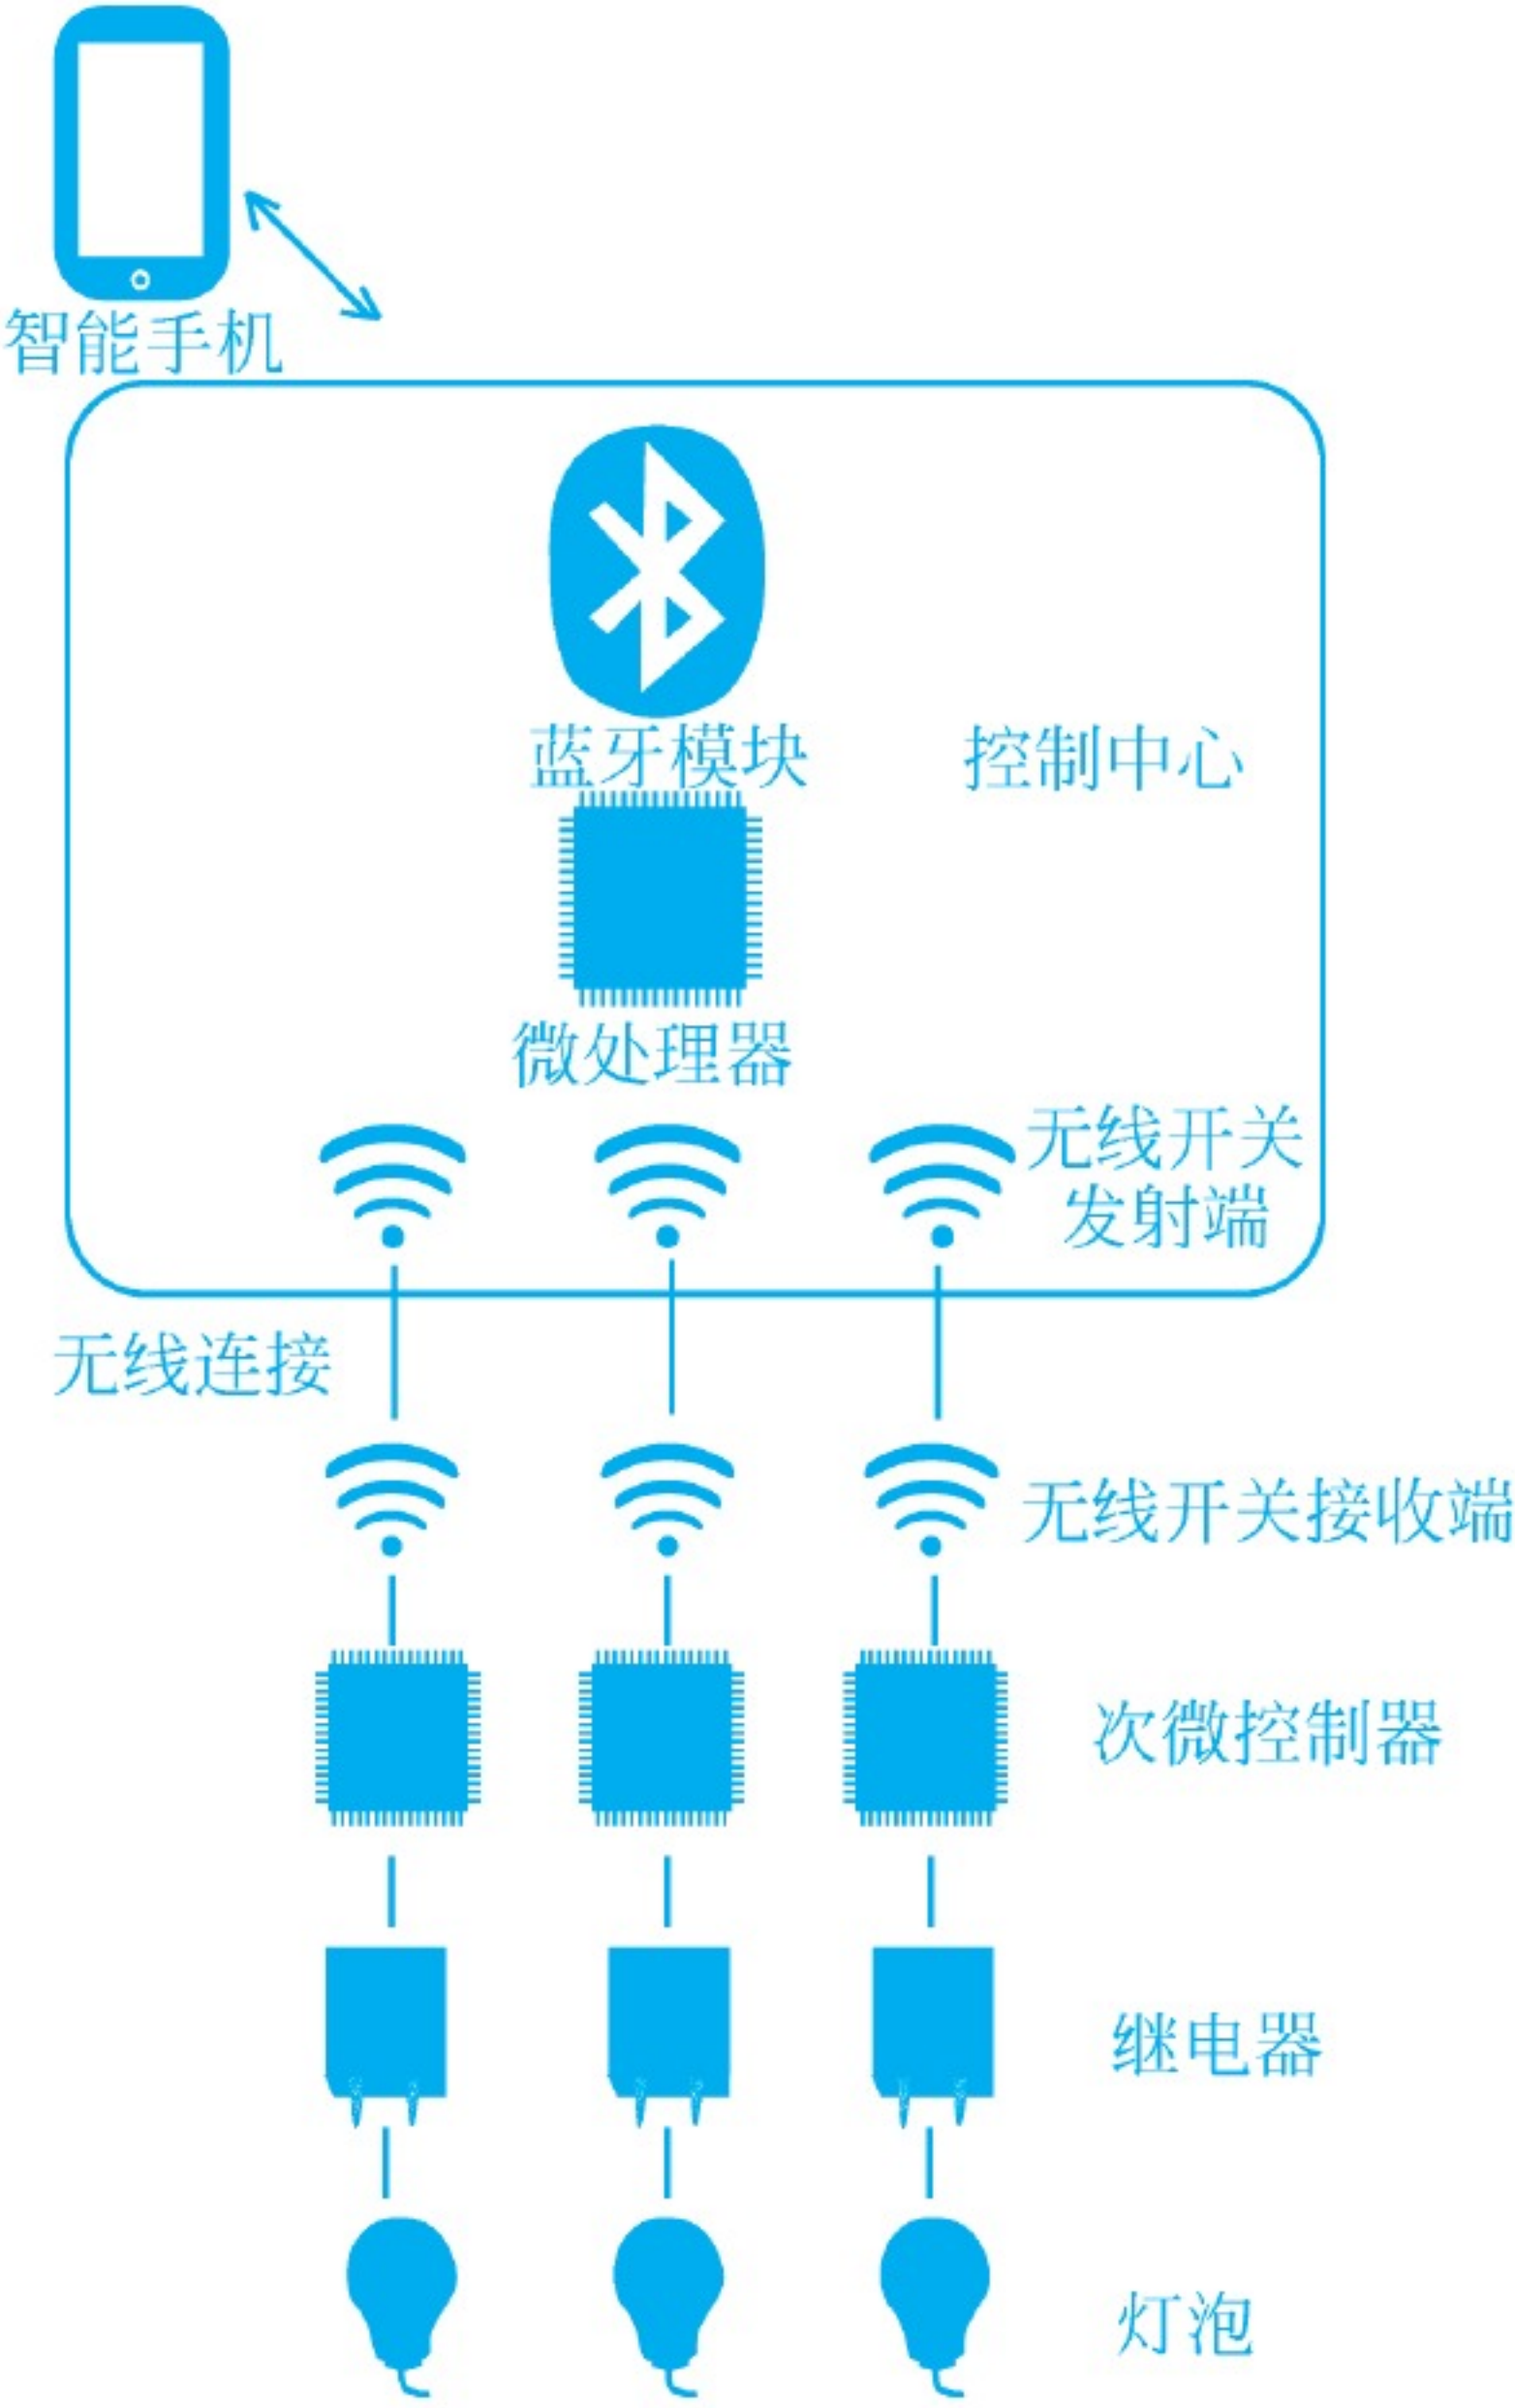 智能手机
蓝牙模块
控制中心
微处理器
无线开关
发射端
无线连接
无线开关接收端
次微控制器
继电器
灯泡